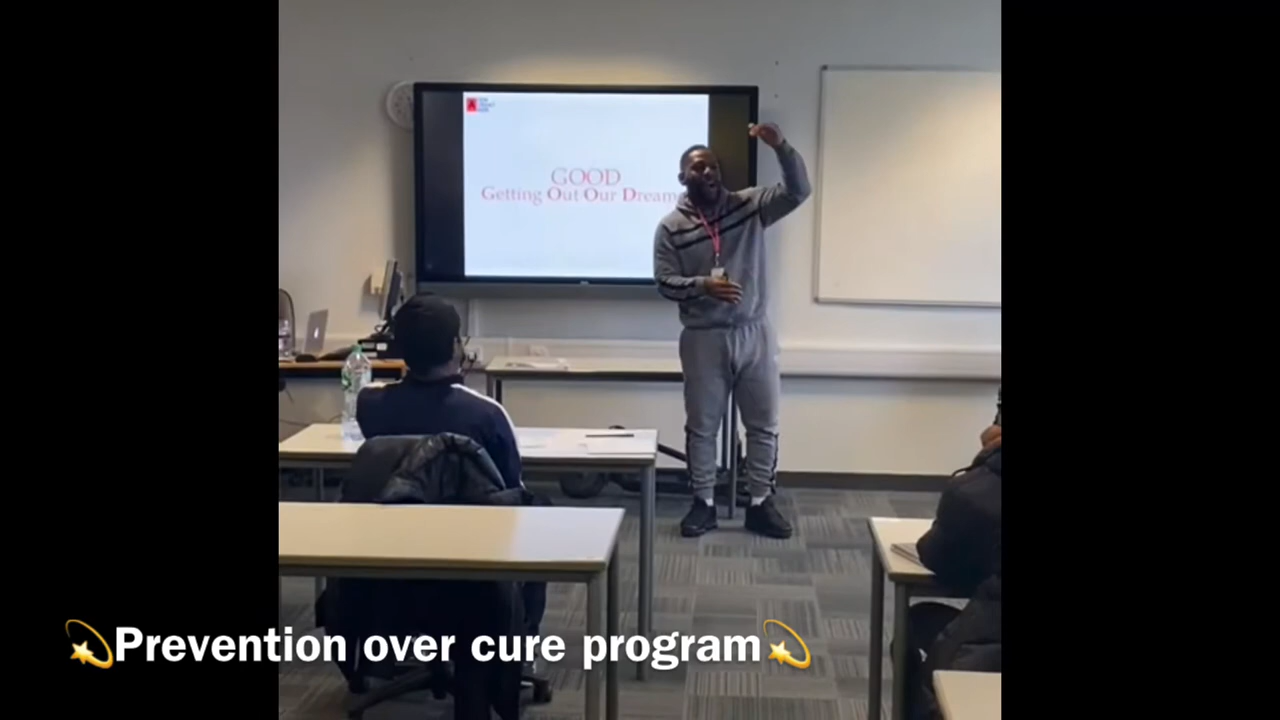 GOOD
Getting Out Our Dream
💫Prevention over cure program💫